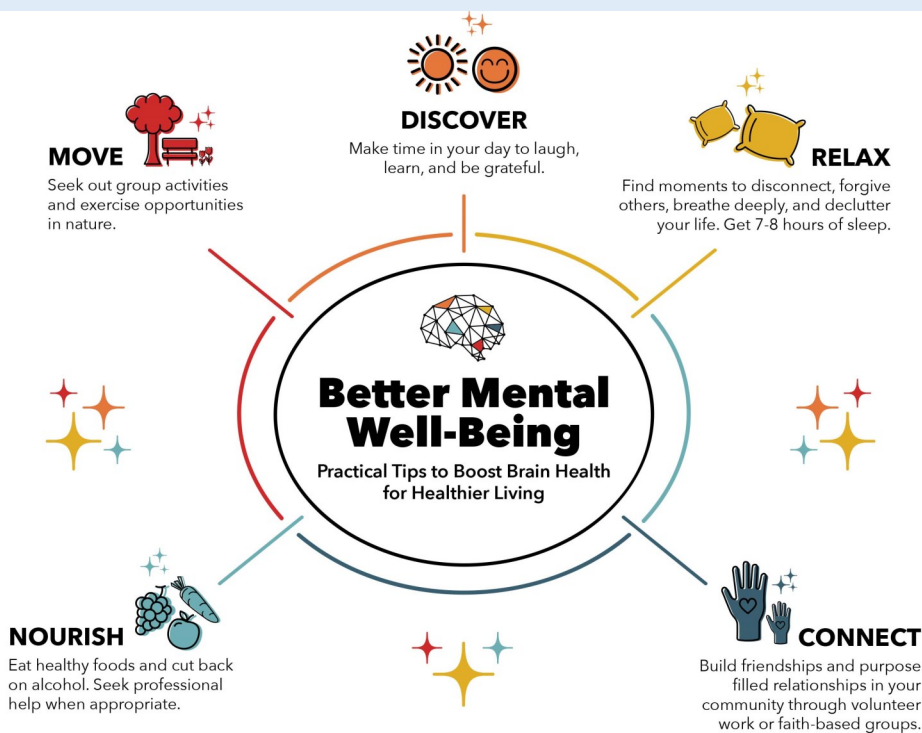 DISCOVER
Make time in your day to laugh,
learn, and be grateful.
MOVE
Seek out group activities
and exercise opportunities
in nature.
RELAX
Find moments to disconnect, forgive
others, breathe deeply, and declutter
your life. Get 7-8 hours of sleep.
Better Mental
Well-Being
Practical Tips to Boost Brain Health
for Healthier Living
NOURISH
Eat healthy foods and cut back
on alcohol. Seek professional
help when appropriate.
CONNECT
Build friendships and purpose
filled relationships in your
community through volunteer
work or faith-based groups.